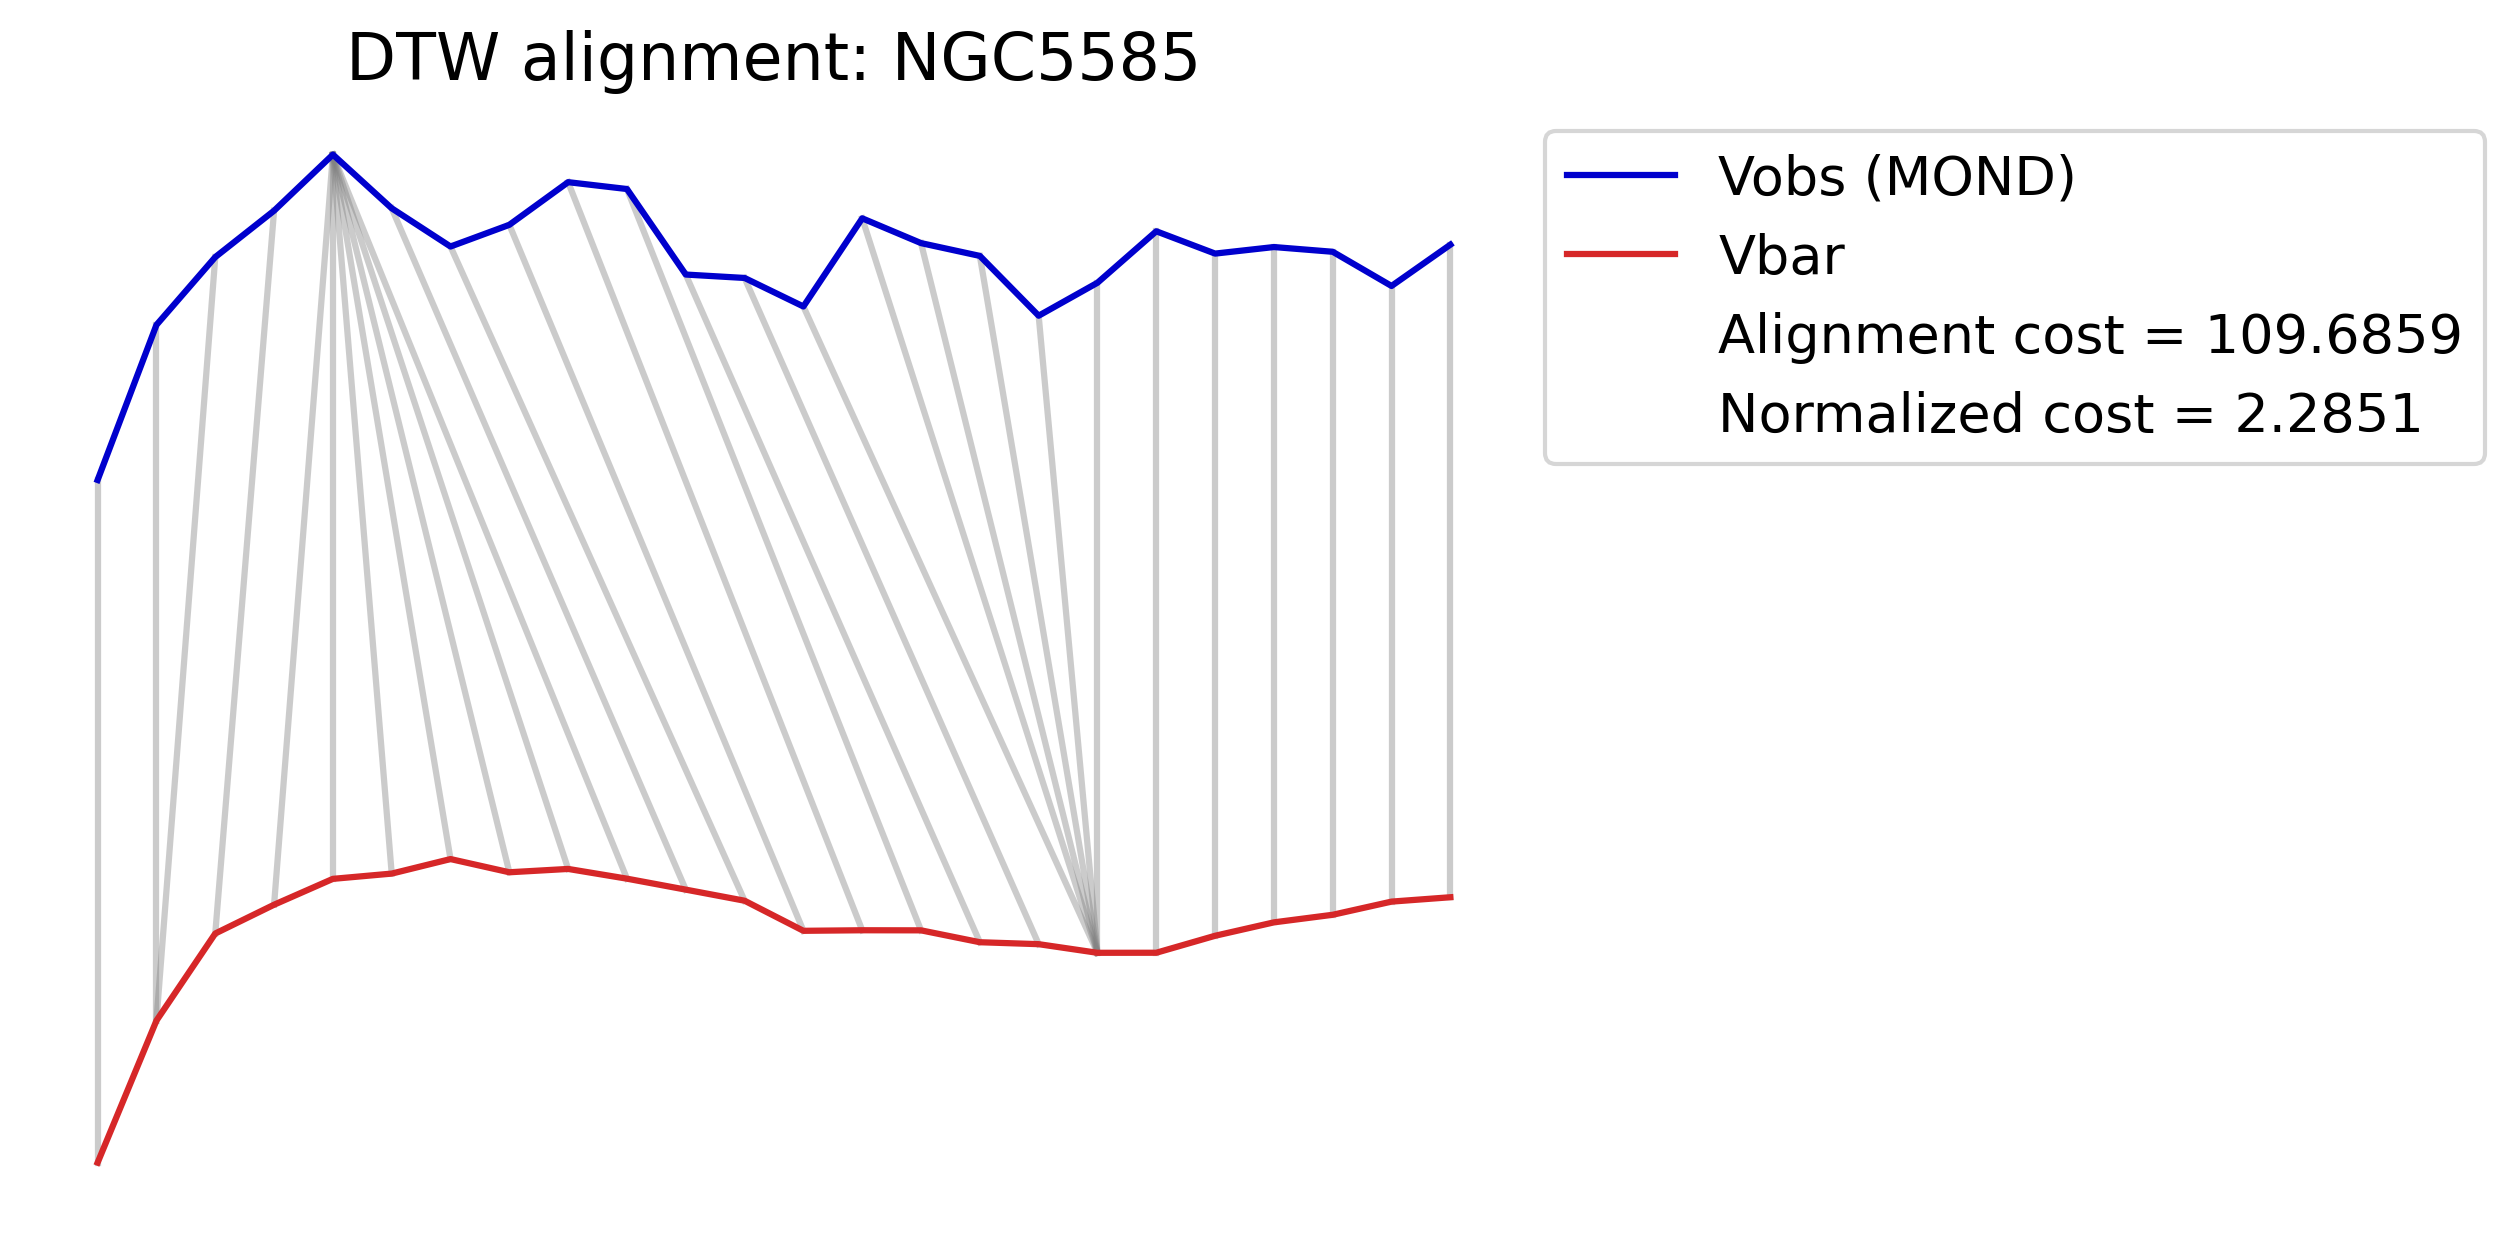 DTW alignment: NGC5585
Vobs (MOND)
Vbar
Alignment cost = 109.6859
Normalized cost = 2.2851